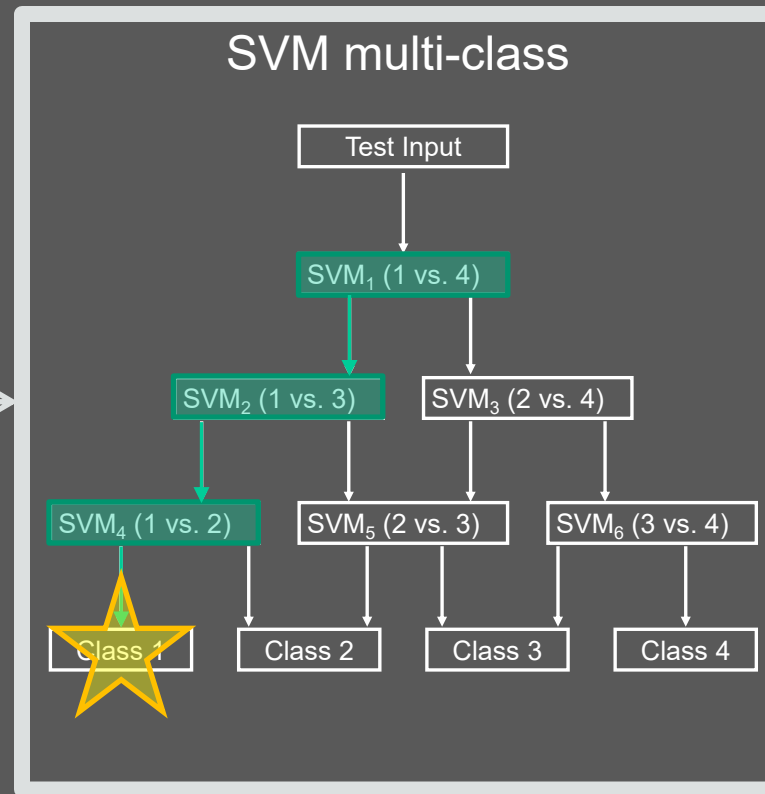 SVM multi-class
Test Input
SVM₁ (1 vs. 4)
SVM₂ (1 vs. 3)
SVM₃ (2 vs. 4)
SVM₄ (1 vs. 2)
SVM₅ (2 vs. 3)
SVM₆ (3 vs. 4)
Class 1
Class 2
Class 3
Class 4